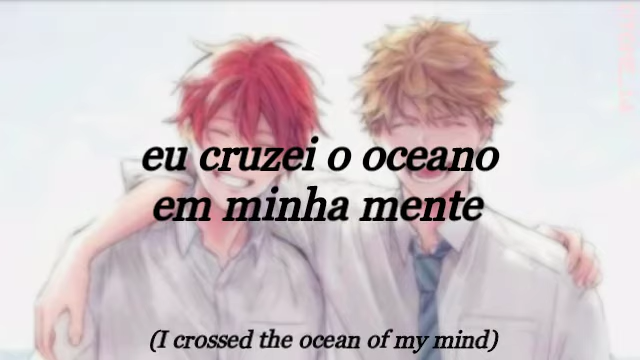 eu cruzei o oceano
em minha mente
(I crossed the ocean of my mind)